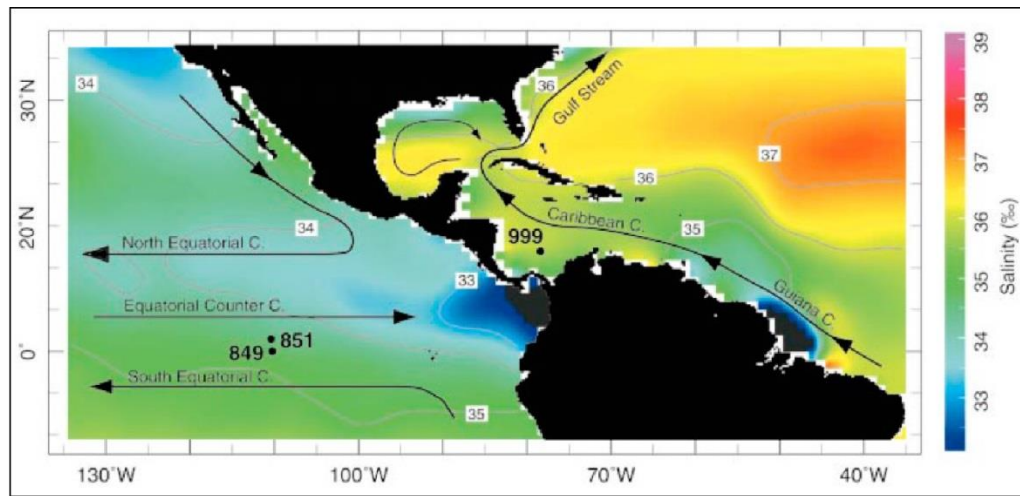 34
36
Gulf Stream
37
36
34
North Equatorial C.
Caribbean C.
35
999
33
Equatorial Counter C.
Guiana C.
851
849
South Equatorial C.
35
30°N
20°N
0°
130°W
100°W
70°W
40°W
39
38
37
36
35
34
33
Salinity (‰)